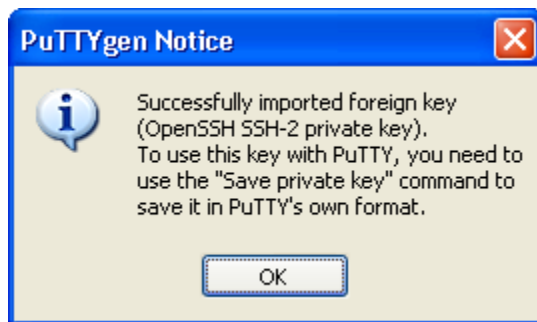 PuTTYgen Notice
Successfully imported foreign key
(OpenSSH SSH-2 private key).
To use this key with PuTTY, you need to
use the "Save private key" command to
save it in PuTTY's own format.
OK